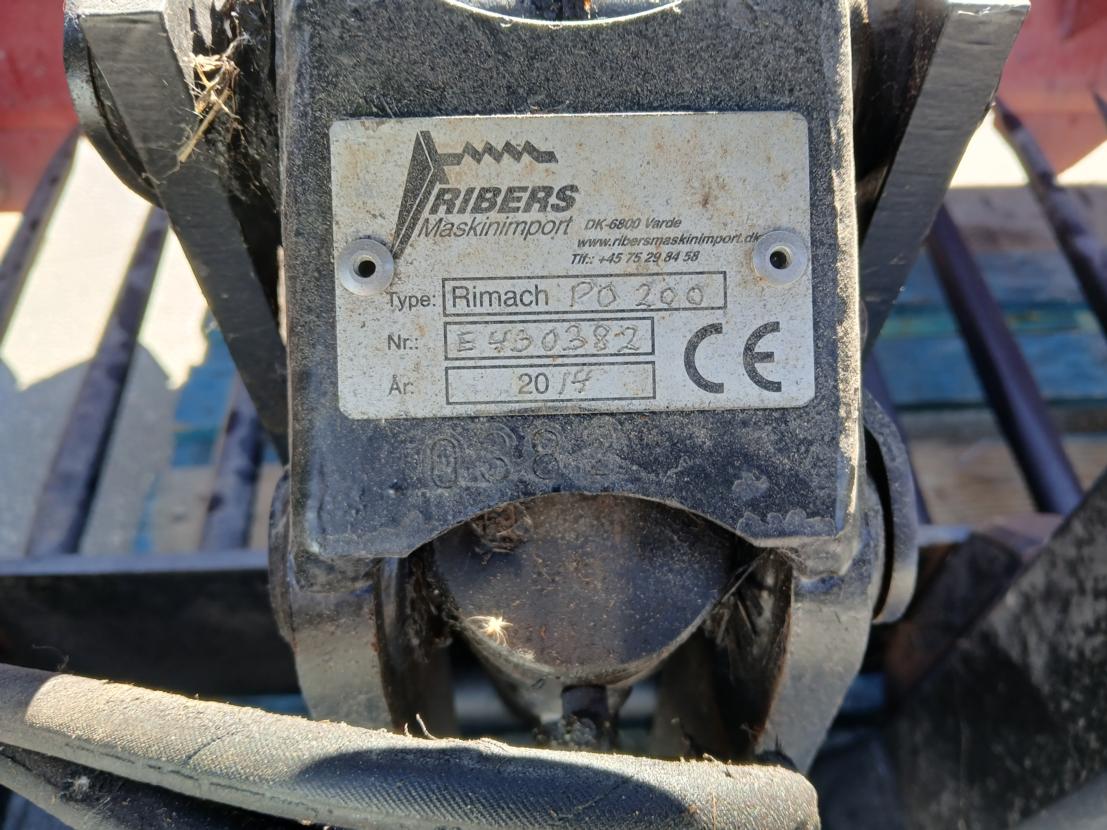 RIBERS
Maskinimport DK-6800 Varde
www.ribersmaskinimport.dk
Tlf.: +45 75 29 84 58
Type: Rimach PO 200
Nr.: E430382
År: 2014
CE
0382